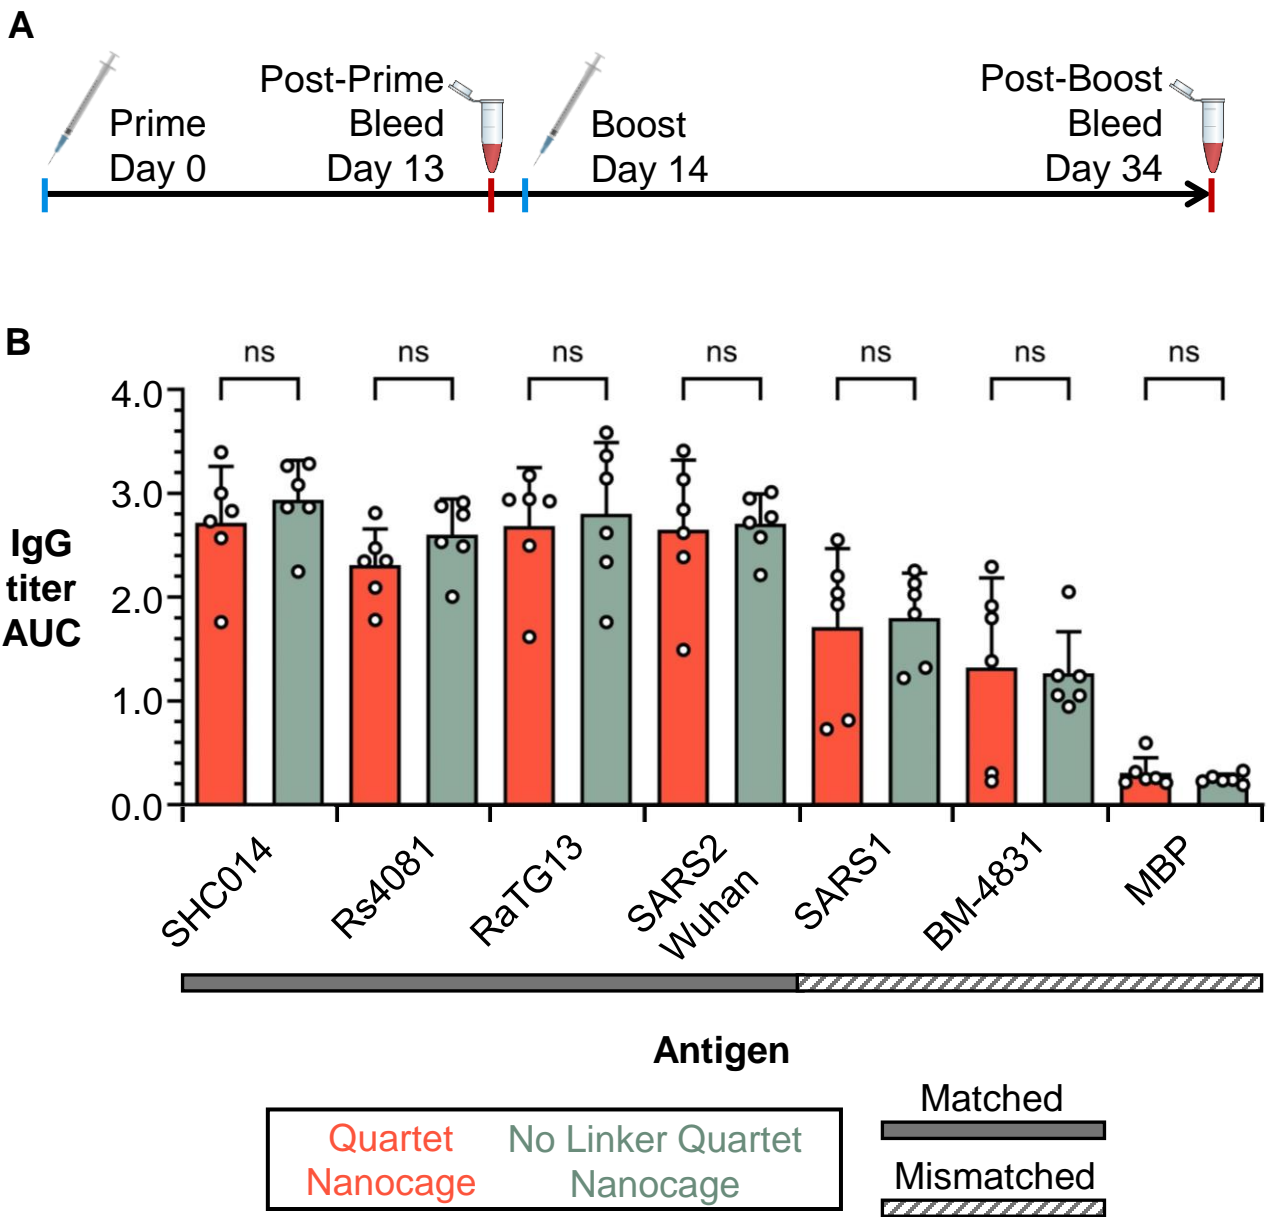 A
Prime
Day 0
Post-Prime
Bleed
Day 13
Boost
Day 14
Post-Boost
Bleed
Day 34
B
ns ns ns ns ns ns ns
IgG
titer
AUC
4.0
3.0
2.0
1.0
0.0
SHC014
Rs4081
RaTG13
SARS2
Wuhan
SARS1
BM-4831
MBP
Antigen
Quartet
Nanocage
No Linker Quartet
Nanocage
Matched
Mismatched